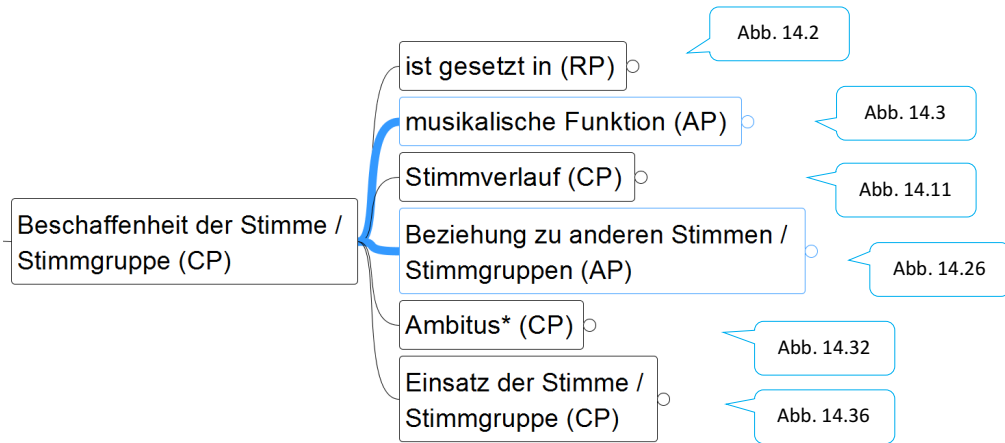 Abb. 14.2
ist gesetzt in (RP)
musikalische Funktion (AP)
Abb. 14.3
Stimmverlauf (CP)
Abb. 14.11
Beschaffenheit der Stimme /
Stimmgruppe (CP)
Beziehung zu anderen Stimmen /
Stimmgruppen (AP)
Abb. 14.26
Ambitus* (CP)
Abb. 14.32
Einsatz der Stimme /
Stimmgruppe (CP)
Abb. 14.36